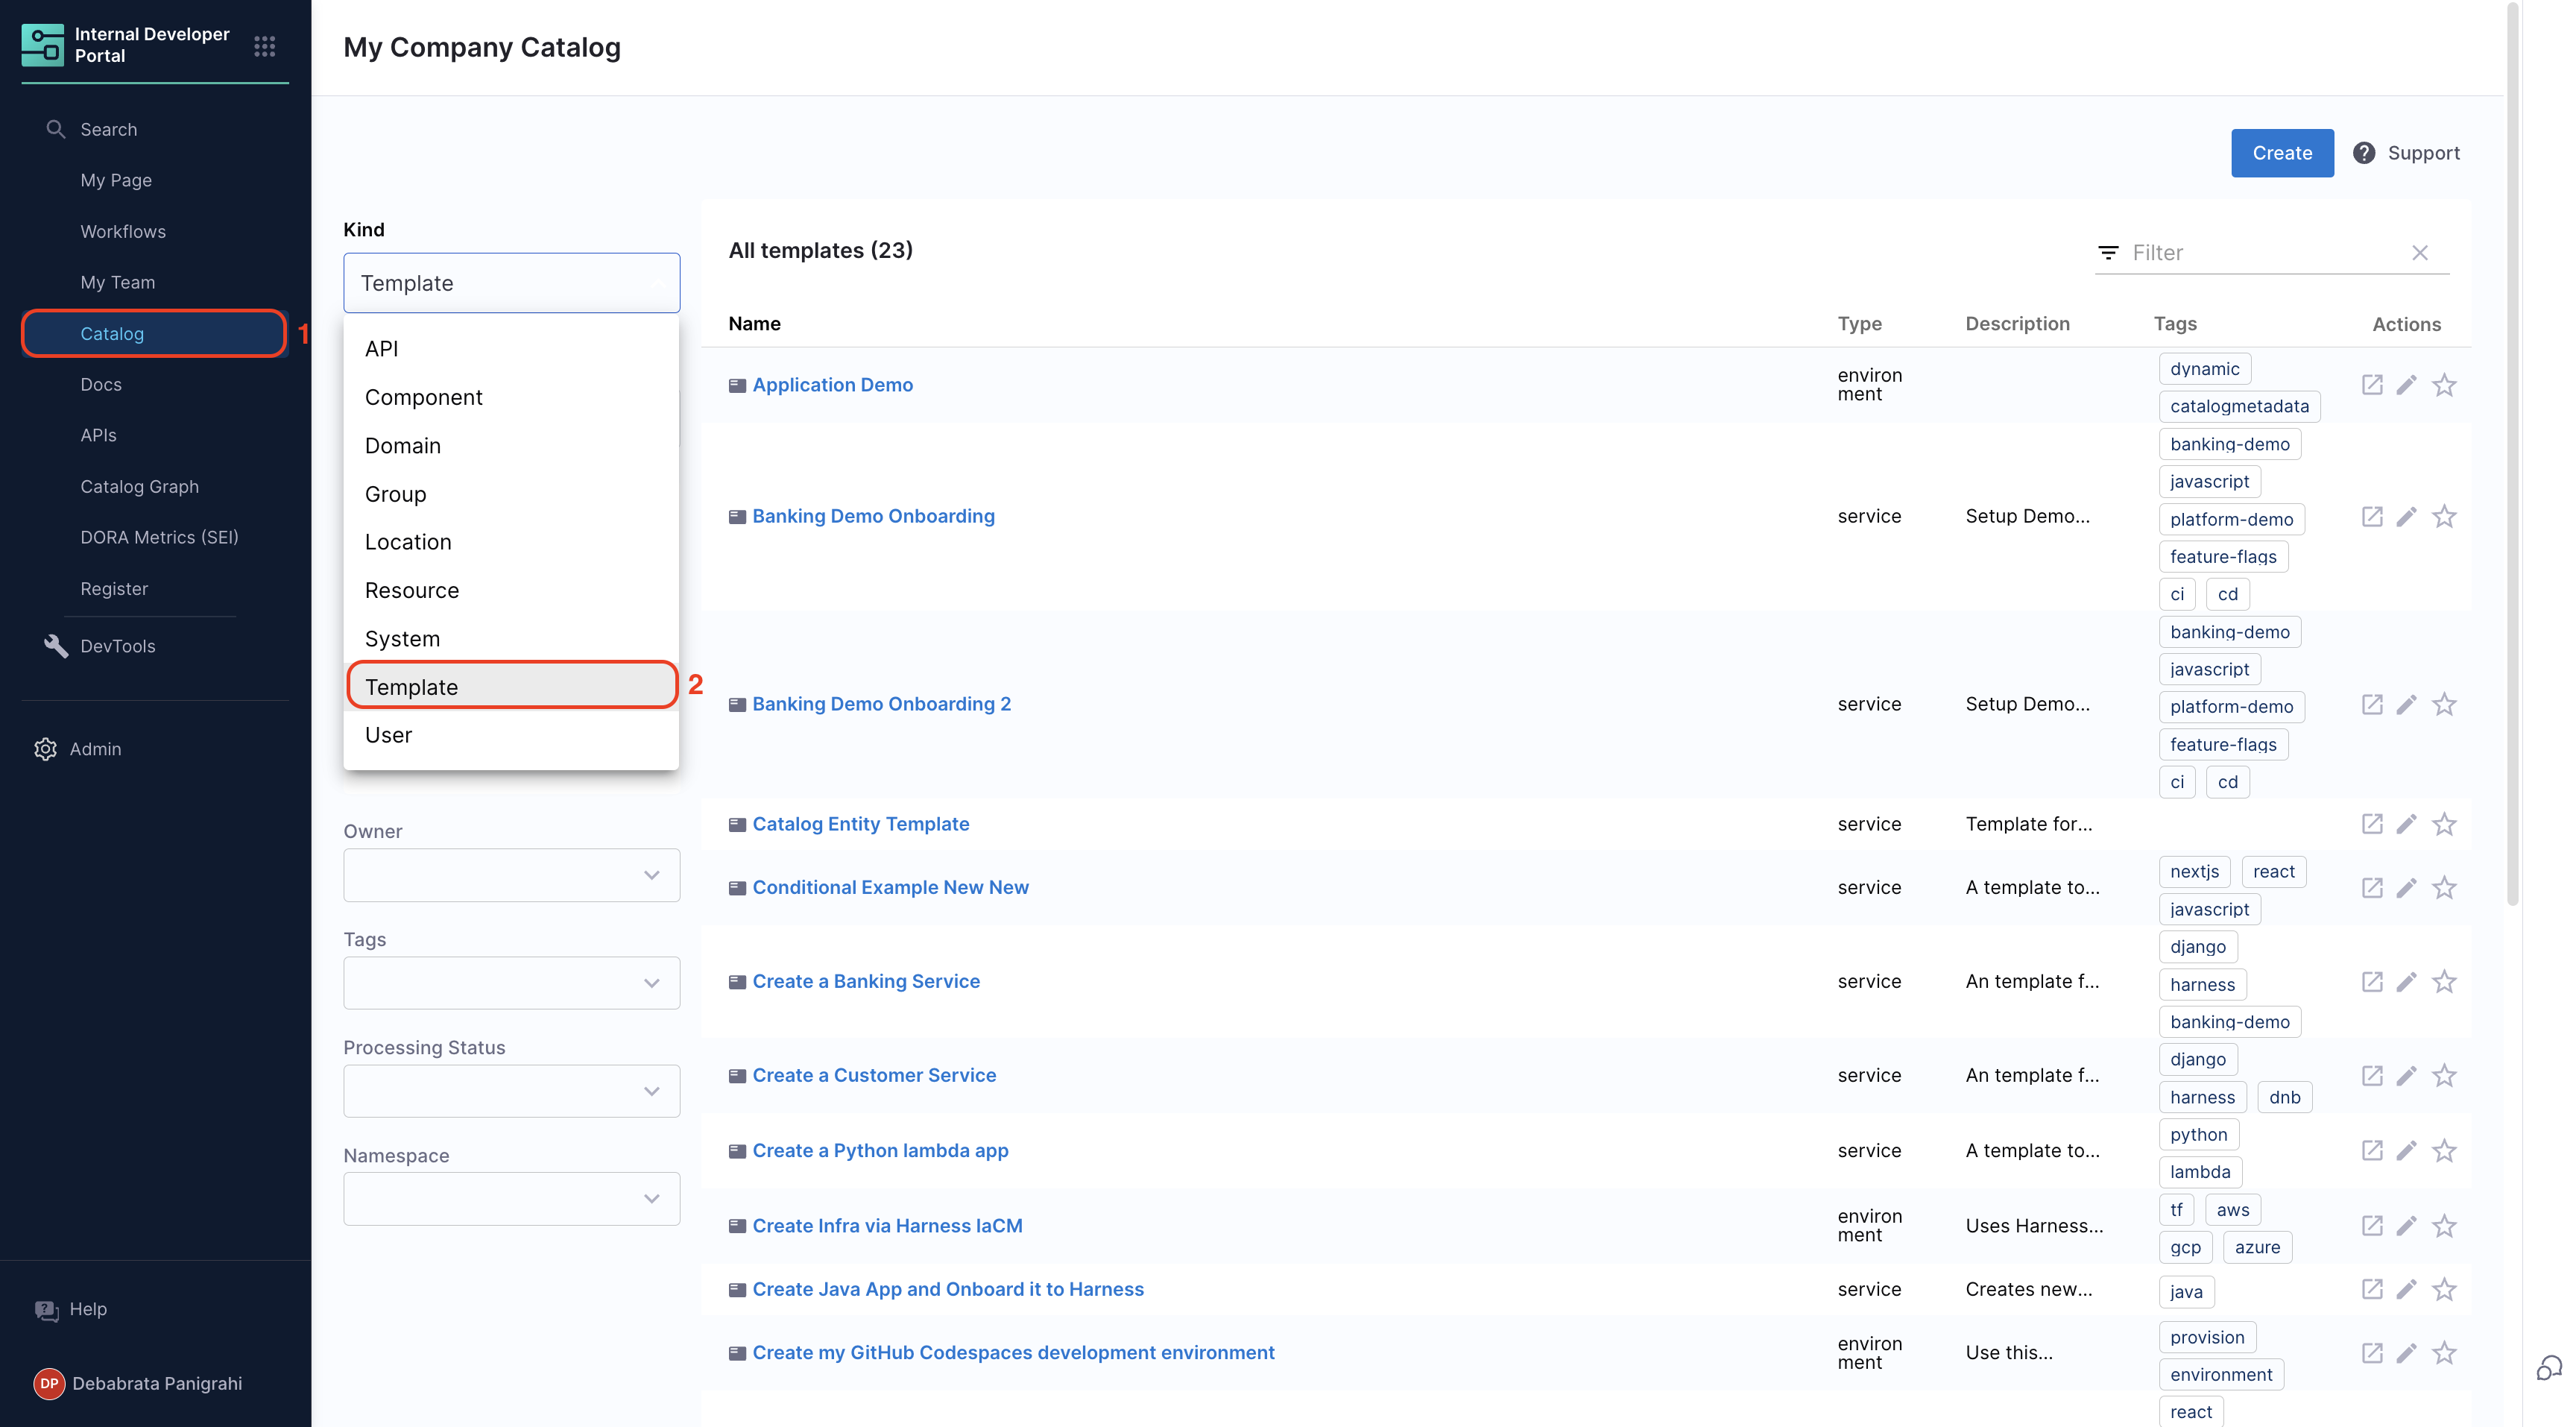 Internal Developer
Portal
Search
My Page
Workflows
My Team
Catalog
1
Docs
APIs
Catalog Graph
DORA Metrics (SEI)
Register
DevTools
Admin
Help
DP
Debabrata Panigrahi
My Company Catalog
Create
? Support
Kind
Template
API
Component
Domain
Group
Location
Resource
System
Template
2
User
Owner
Tags
Processing Status
Namespace
All templates (23)
Filter
Name Type Description Tags Actions
Application Demo
environ
ment
dynamic
catalogmetadata
Banking Demo Onboarding service Setup Demo...
banking-demo
javascript
platform-demo
feature-flags
ci cd
Banking Demo Onboarding 2 service Setup Demo...
banking-demo
javascript
platform-demo
feature-flags
ci cd
Catalog Entity Template service Template for...
Conditional Example New New service A template to...
nextjs react
javascript
Create a Banking Service service An template f...
django
harness
banking-demo
Create a Customer Service service An template f...
django
harness dnb
Create a Python lambda app service A template to...
python
lambda
Create Infra via Harness IaCM
environ
ment
Uses Harness...
tf aws
gcp azure
Create Java App and Onboard it to Harness service Creates new...
java
Create my GitHub Codespaces development environment
environ
ment
Use this...
provision
environment
react